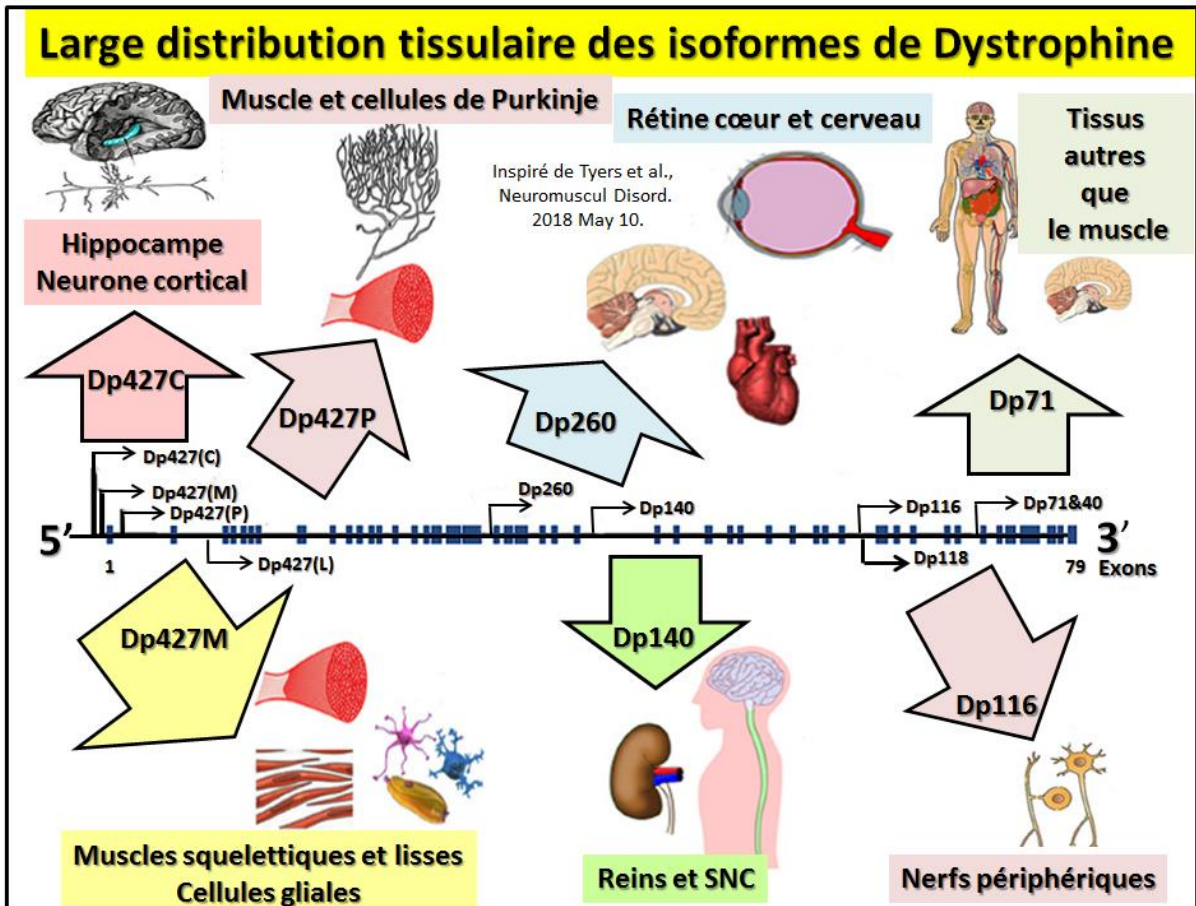 Large distribution tissulaire des isoformes de Dystrophine
Muscle et cellules de Purkinje
Rétine cœur et cerveau
Tissus
autres
que
le muscle
Inspiré de Tyers et al.,
Neuromuscul Disord.
2018 May 10.
Hippocampe
Neurone cortical
Dp427C
Dp427P
Dp260
Dp71
Dp427(C)
Dp427(M)
Dp427(P)
Dp260
Dp140
Dp116
Dp71&40
5’
3’
1
Dp427(L)
Dp118
79 Exons
Dp427M
Dp140
Dp116
Muscles squelettiques et lisses
Cellules gliales
Reins et SNC
Nerfs périphériques